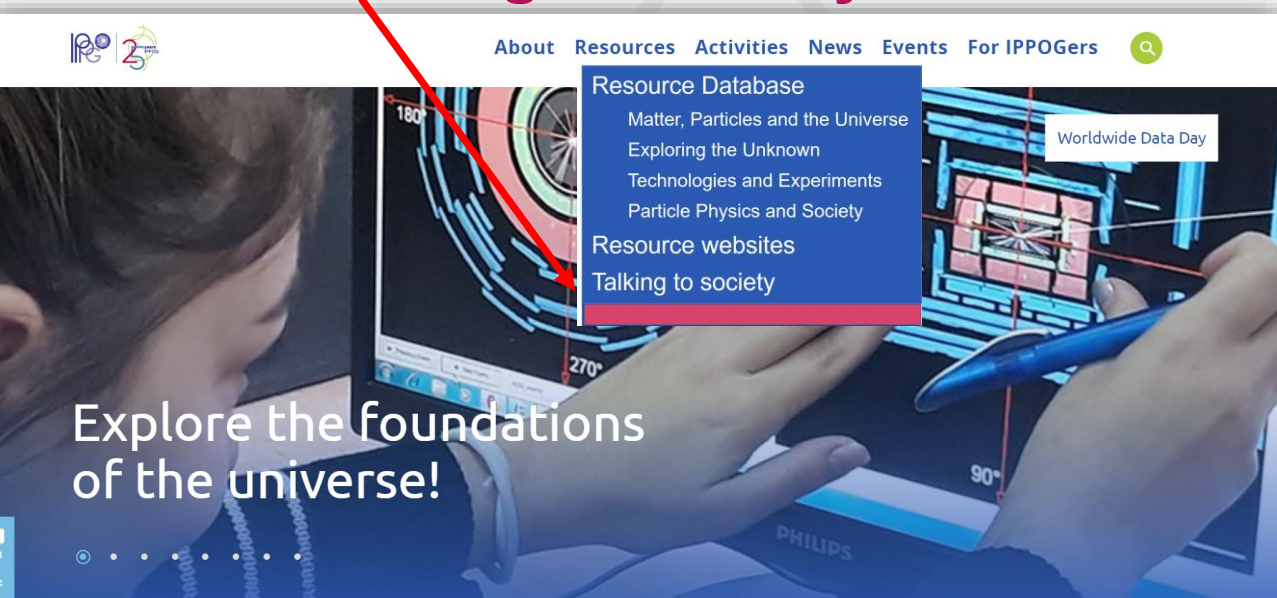 About Resources Activities News Events For IPPOGers
Resource Database
Matter, Particles and the Universe
Exploring the Unknown
Technologies and Experiments
Particle Physics and Society
Resource websites
Talking to society
Worldwide Data Day
180°
270°
90°
Explore the foundations
of the universe!
PHILIPS